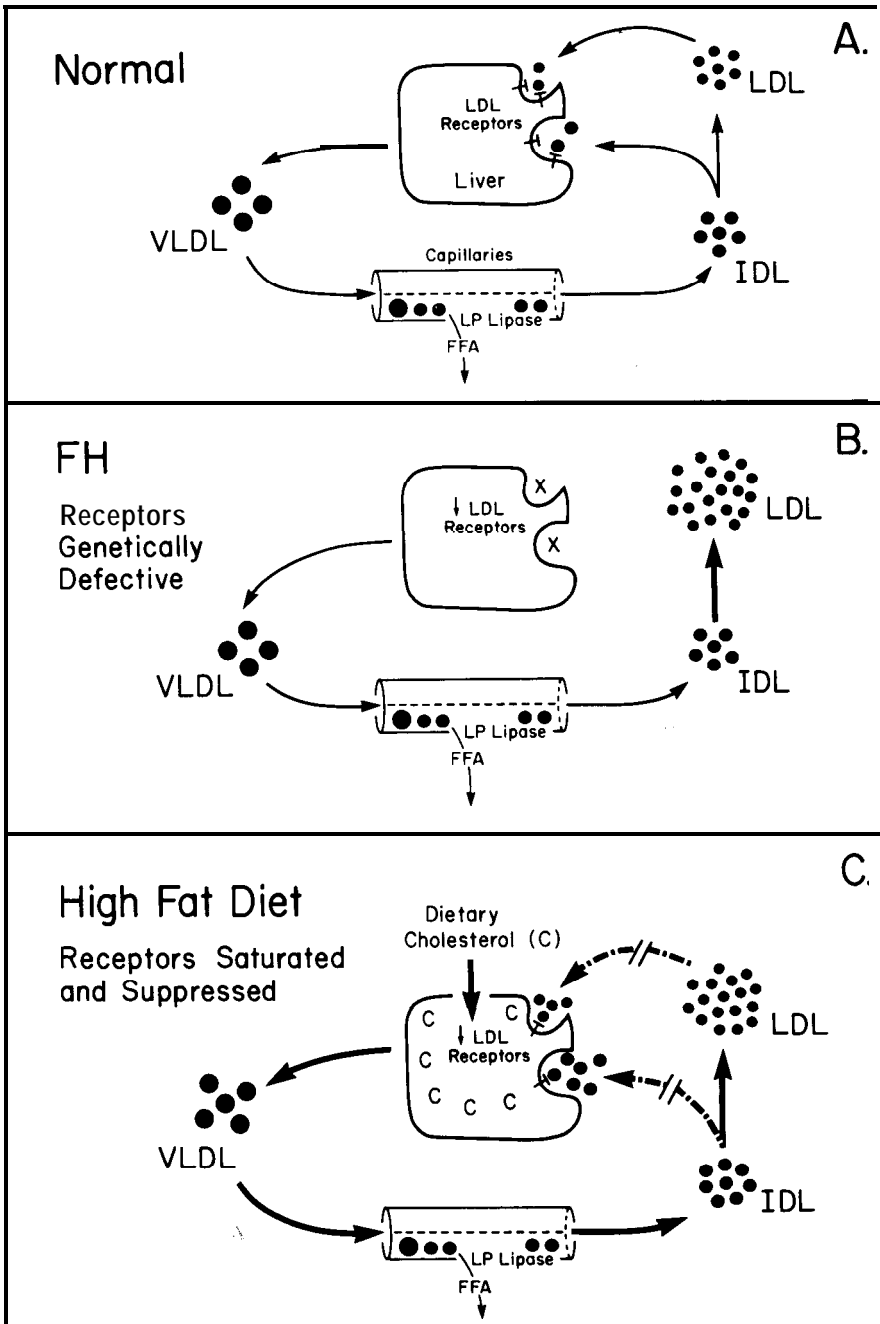 Normal
A.
LDL
LDL
Receptors
Liver
VLDL
IDL
Capillaries
LP Lipase
FFA
FH
B.
Receptors
Genetically
Defective
↓ LDL
Receptors
X
X
LDL
VLDL
IDL
LP Lipase
FFA
C.
High Fat Diet
Receptors Saturated
and Suppressed
Dietary
Cholesterol (C)
C
C
↓ LDL
Receptors
C
C
C
C
LDL
VLDL
IDL
LP Lipase
FFA